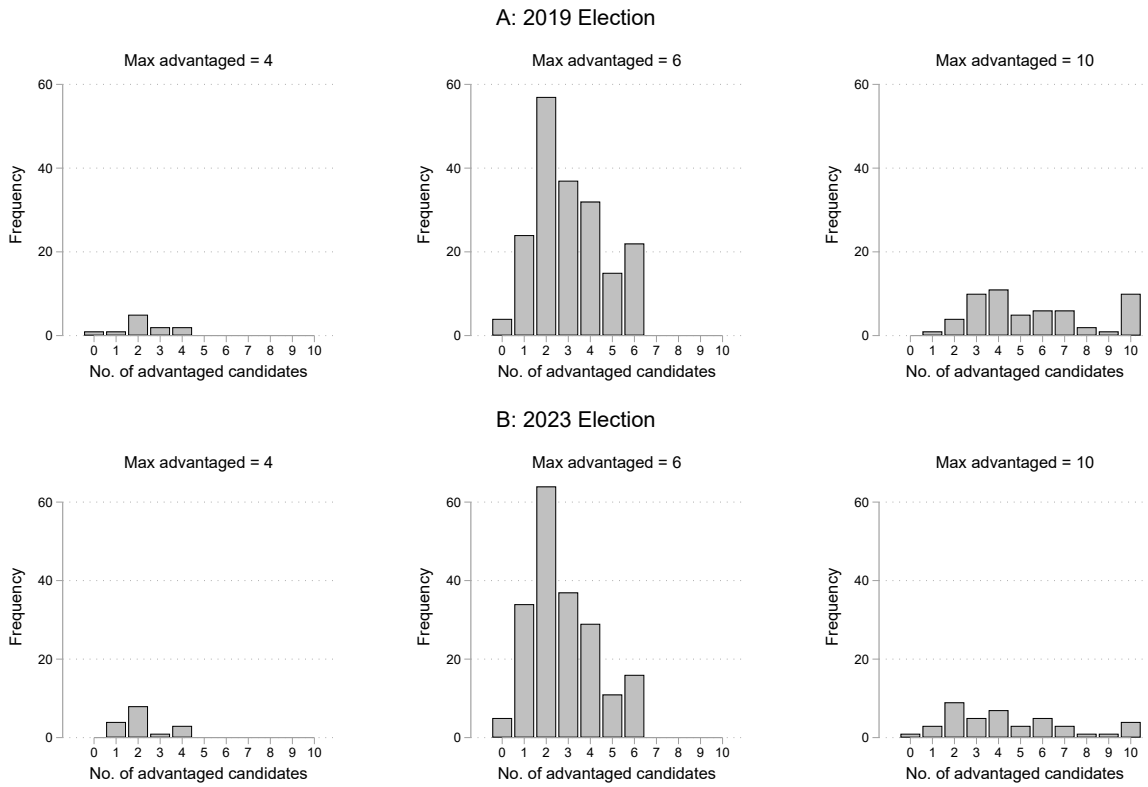 A: 2019 Election
Max advantaged = 4
Max advantaged = 6
Max advantaged = 10
Frequency
60
40
20
0
0 1 2 3 4 5 6 7 8 9 10
No. of advantaged candidates
Frequency
60
40
20
0
0 1 2 3 4 5 6 7 8 9 10
No. of advantaged candidates
Frequency
60
40
20
0
0 1 2 3 4 5 6 7 8 9 10
No. of advantaged candidates
B: 2023 Election
Max advantaged = 4
Max advantaged = 6
Max advantaged = 10
Frequency
60
40
20
0
0 1 2 3 4 5 6 7 8 9 10
No. of advantaged candidates
Frequency
60
40
20
0
0 1 2 3 4 5 6 7 8 9 10
No. of advantaged candidates
Frequency
60
40
20
0
0 1 2 3 4 5 6 7 8 9 10
No. of advantaged candidates